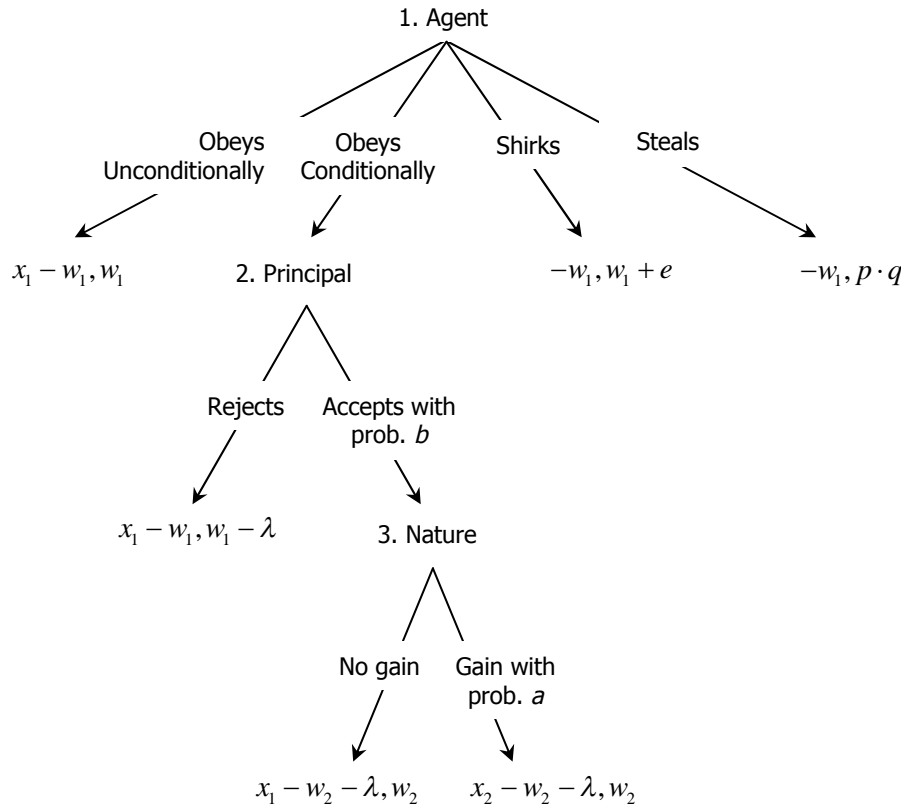 1. Agent
Obeys
Unconditionally
Obeys
Conditionally
Shirks
Steals
x₁ − w₁, w₁
2. Principal
−w₁, w₁ + e
−w₁, p · q
Rejects
Accepts with
prob. b
x₁ − w₁, w₁ − λ
3. Nature
No gain
Gain with
prob. a
x₁ − w₂ − λ, w₂
x₂ − w₂ − λ, w₂